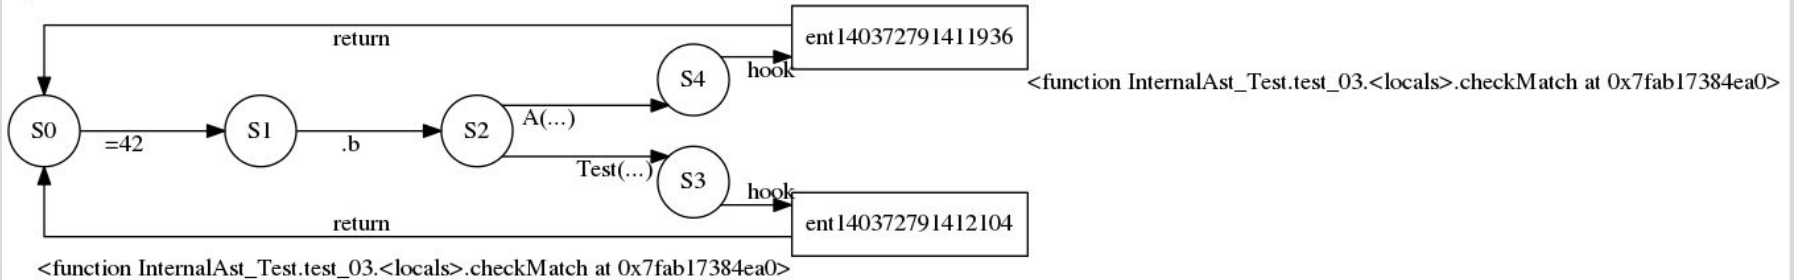 return
ent140372791411936
hook
S4
<function InternalAst_Test.test_03.<locals>.checkMatch at 0x7fab17384ea0>
S0
=42
S1
.b
S2
A(...)
Test(...)
S3
hook
ent140372791412104
return
<function InternalAst_Test.test_03.<locals>.checkMatch at 0x7fab17384ea0>